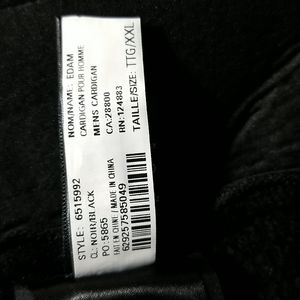 STYLE: 6515992
NOM/NAME: EDAM
CARDIGAN POUR HOMME
MENS CARDIGAN
CA:28800
RN:124883
TAILLE/SIZE: TTG/XXL
CL: NOIR/BLACK
PO:5865
FAIT EN CHINE / MADE IN CHINA
629257585049